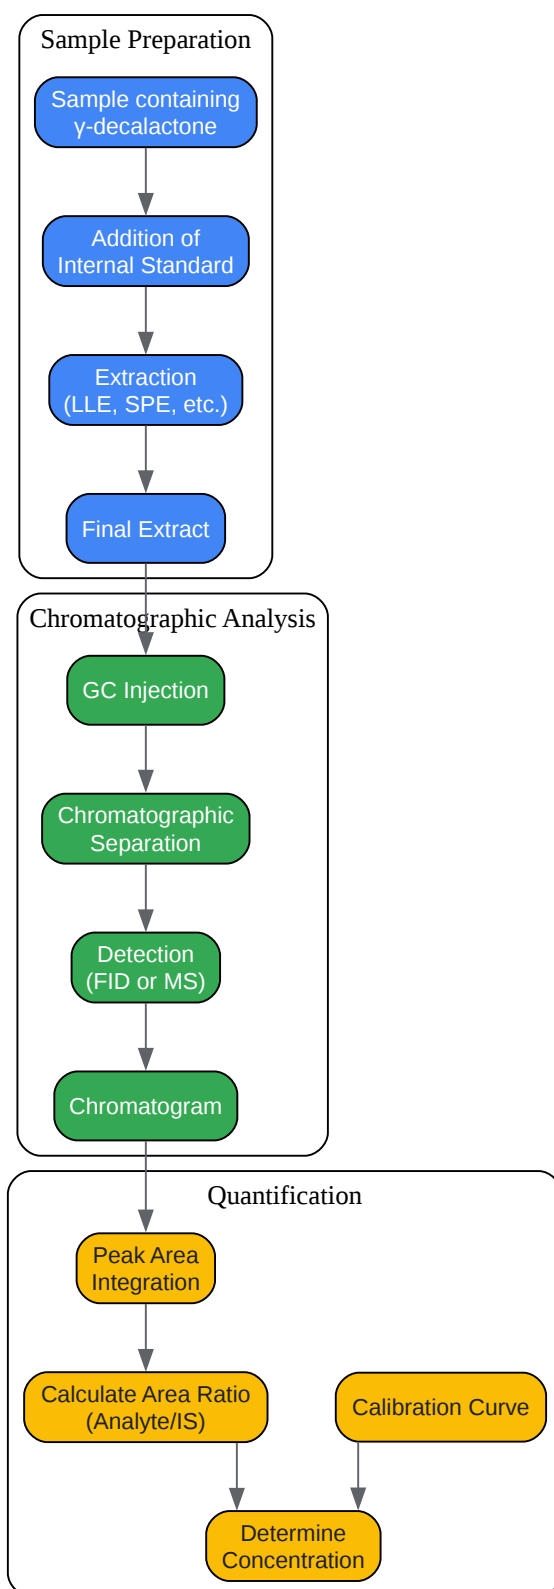 Sample Preparation
Sample containing
γ-decalactone
Addition of
Internal Standard
Extraction
(LLE, SPE, etc.)
Final Extract
Chromatographic Analysis
GC Injection
Chromatographic
Separation
Detection
(FID or MS)
Chromatogram
Quantification
Peak Area
Integration
Calculate Area Ratio
(Analyte/IS)
Calibration Curve
Determine
Concentration